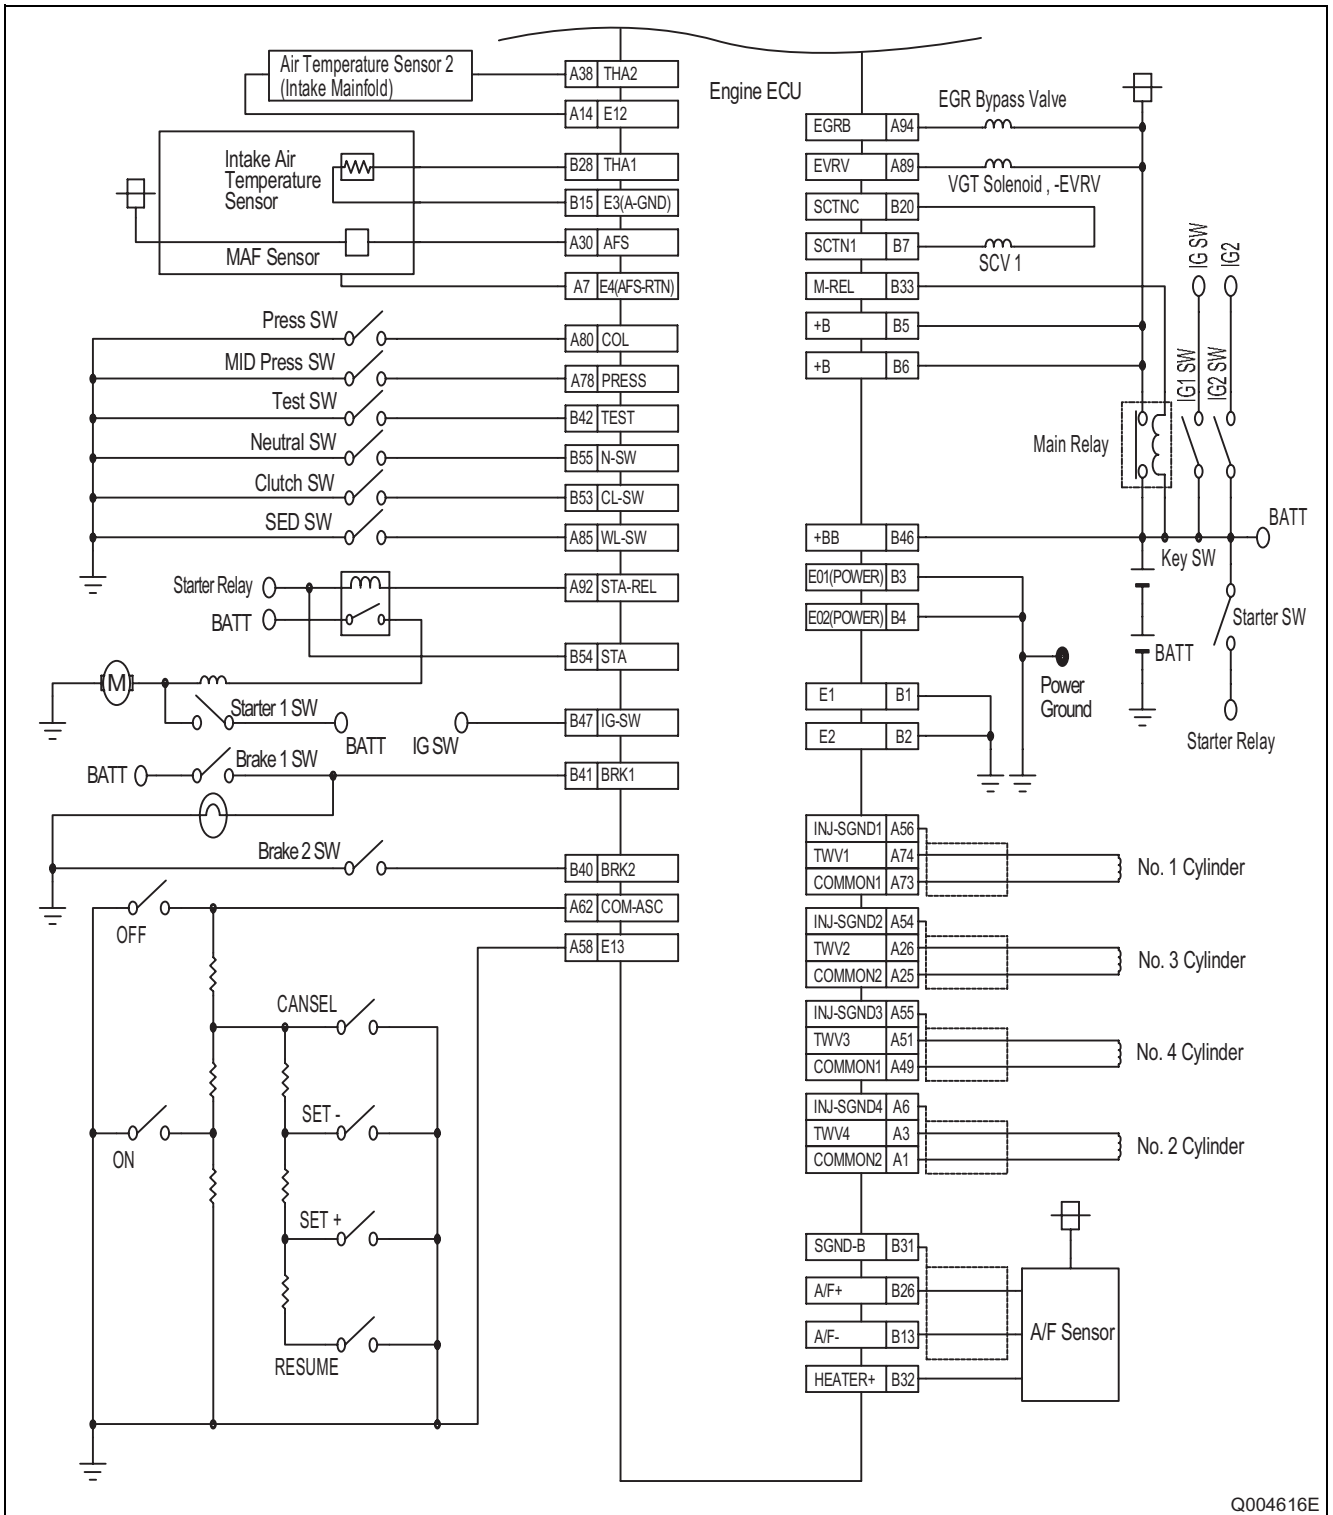 Engine ECU
Air Temperature Sensor 2
(Intake Mainfold)
A38 THA2
A14 E12
Intake Air
Temperature
Sensor
B28 THA1
B15 E3(A-GND)
MAF Sensor
A30 AFS
A7 E4(AFS-RTN)
Press SW
A80 COL
MID Press SW
A78 PRESS
Test SW
B42 TEST
Neutral SW
B55 N-SW
Clutch SW
B53 CL-SW
SED SW
A85 WL-SW
Starter Relay
A92 STA-REL
BATT
B54 STA
M
Starter 1 SW
BATT
IG SW
B47 IG-SW
BATT
Brake 1 SW
B41 BRK1
Brake 2 SW
B40 BRK2
A62 COM-ASC
OFF
A58 E13
CANSEL
SET -
ON
SET +
RESUME
EGR Bypass Valve
EGRB A94
EVRV A89
VGT Solenoid , -EVRV
SCTNC B20
SCTN1 B7
SCV 1
M-REL B33
+B B5
+B B6
IG SW
IG2
IG1 SW
IG2 SW
Main Relay
+BB B46
BATT
Key SW
E01(POWER) B3
E02(POWER) B4
Starter SW
BATT
Power
Ground
E1 B1
E2 B2
Starter Relay
INJ-SGND1 A56
TWV1 A74
COMMON1 A73
No. 1 Cylinder
INJ-SGND2 A54
TWV2 A26
COMMON2 A25
No. 3 Cylinder
INJ-SGND3 A55
TWV3 A51
COMMON1 A49
No. 4 Cylinder
INJ-SGND4 A6
TWV4 A3
COMMON2 A1
No. 2 Cylinder
SGND-B B31
A/F+ B26
A/F- B13
HEATER+ B32
A/F Sensor
Q004616E